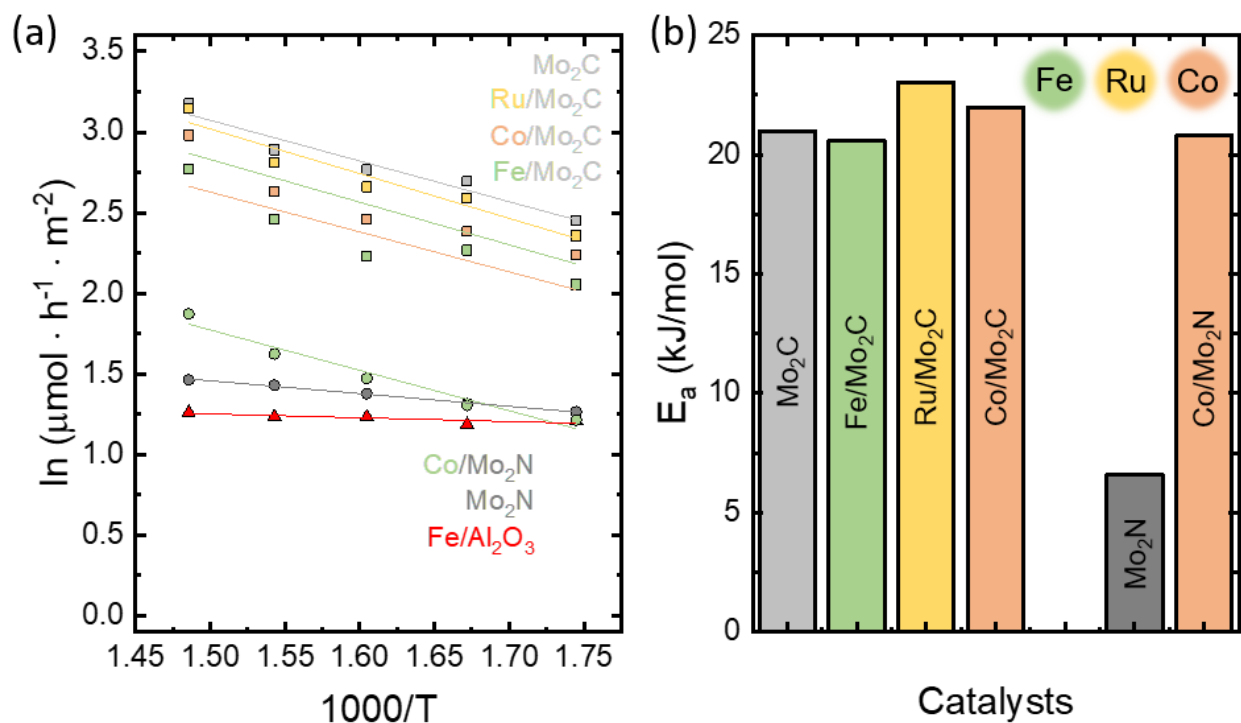 (a)
ln (μmol · h⁻¹ · m⁻²)
3.5
3.0
2.5
2.0
1.5
1.0
0.5
0.0
Mo₂C
Ru/Mo₂C
Co/Mo₂C
Fe/Mo₂C
Co/Mo₂N
Mo₂N
Fe/Al₂O₃
1.45 1.50 1.55 1.60 1.65 1.70 1.75
1000/T
(b)
Eₐ (kJ/mol)
25
20
15
10
5
0
Fe Ru Co
Mo₂C
Fe/Mo₂C
Ru/Mo₂C
Co/Mo₂C
Mo₂N
Co/Mo₂N
Catalysts